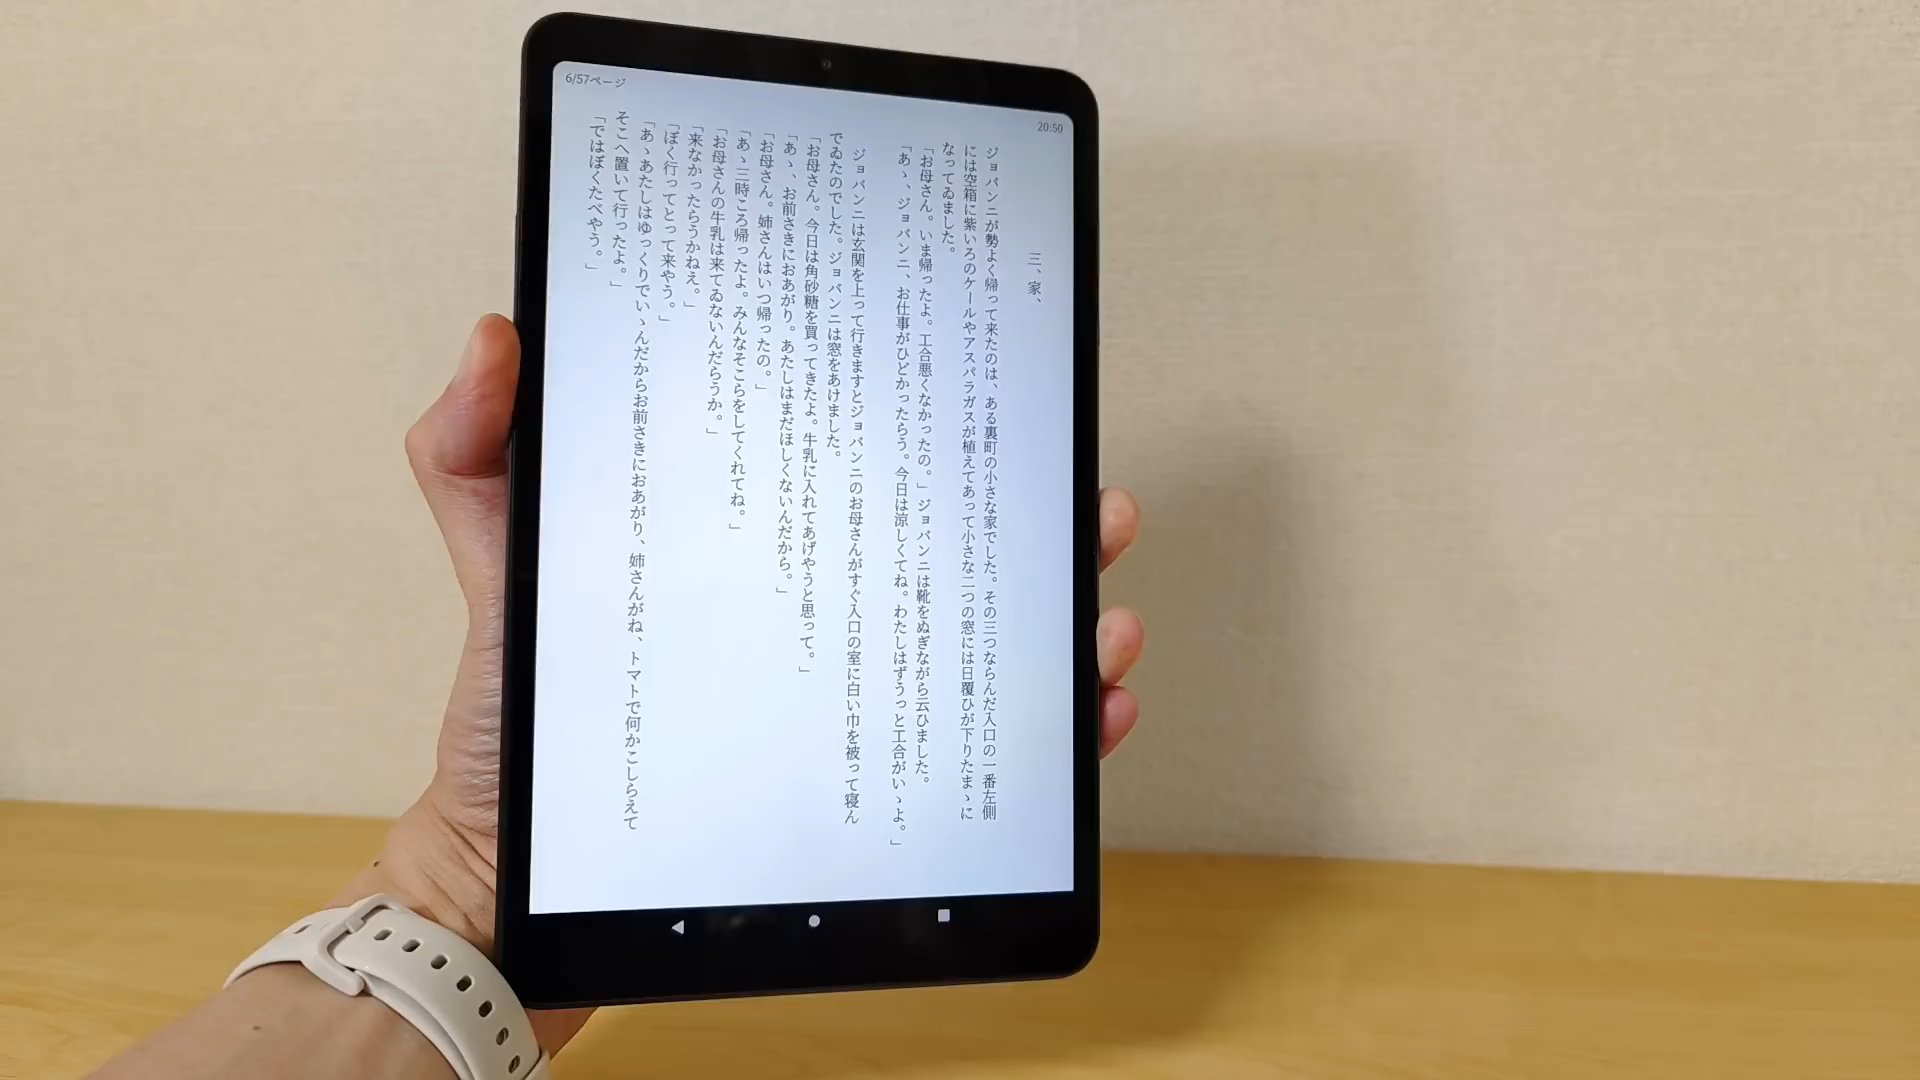 6/57ページ
20:50
三、家、
ジョバンニが勢よく帰って来たのは、ある裏町の小さな家でした。その三つならんだ入口の一番左側
には空箱に紫いろのケールやアスパラガスが植えてあって小さな二つの窓には日覆ひが下りたまゝに
なってゐました。
「お母さん。いま帰ったよ。工合悪くなかったの。」ジョバンニは靴をぬぎながら云ひました。
「あゝ、ジョバンニ、お仕事がひどかったらう。今日は涼しくてね。わたしはずうっと工合がいゝよ。」
ジョバンニは玄関を上って行きますとジョバンニのお母さんがすぐ入口の室に白い巾を被って寝ん
でゐたのでした。ジョバンニは窓をあけました。
「お母さん。今日は角砂糖を買ってきたよ。牛乳に入れてあげやうと思って。」
「あゝ、お前さきにおあがり。あたしはまだほしくないんだから。」
「お母さん。姉さんはいつ帰ったの。」
「あゝ三時ころ帰ったよ。みんなそこらをしてくれてね。」
「お母さんの牛乳は来てゐないんだらうか。」
「来なかったらうかねえ。」
「ぼく行ってとって来やう。」
「あゝあたしはゆっくりでいゝんだからお前さきにおあがり、姉さんがね、トマトで何かこしらえて
そこへ置いて行ったよ。」
「ではぼくたべやう。」